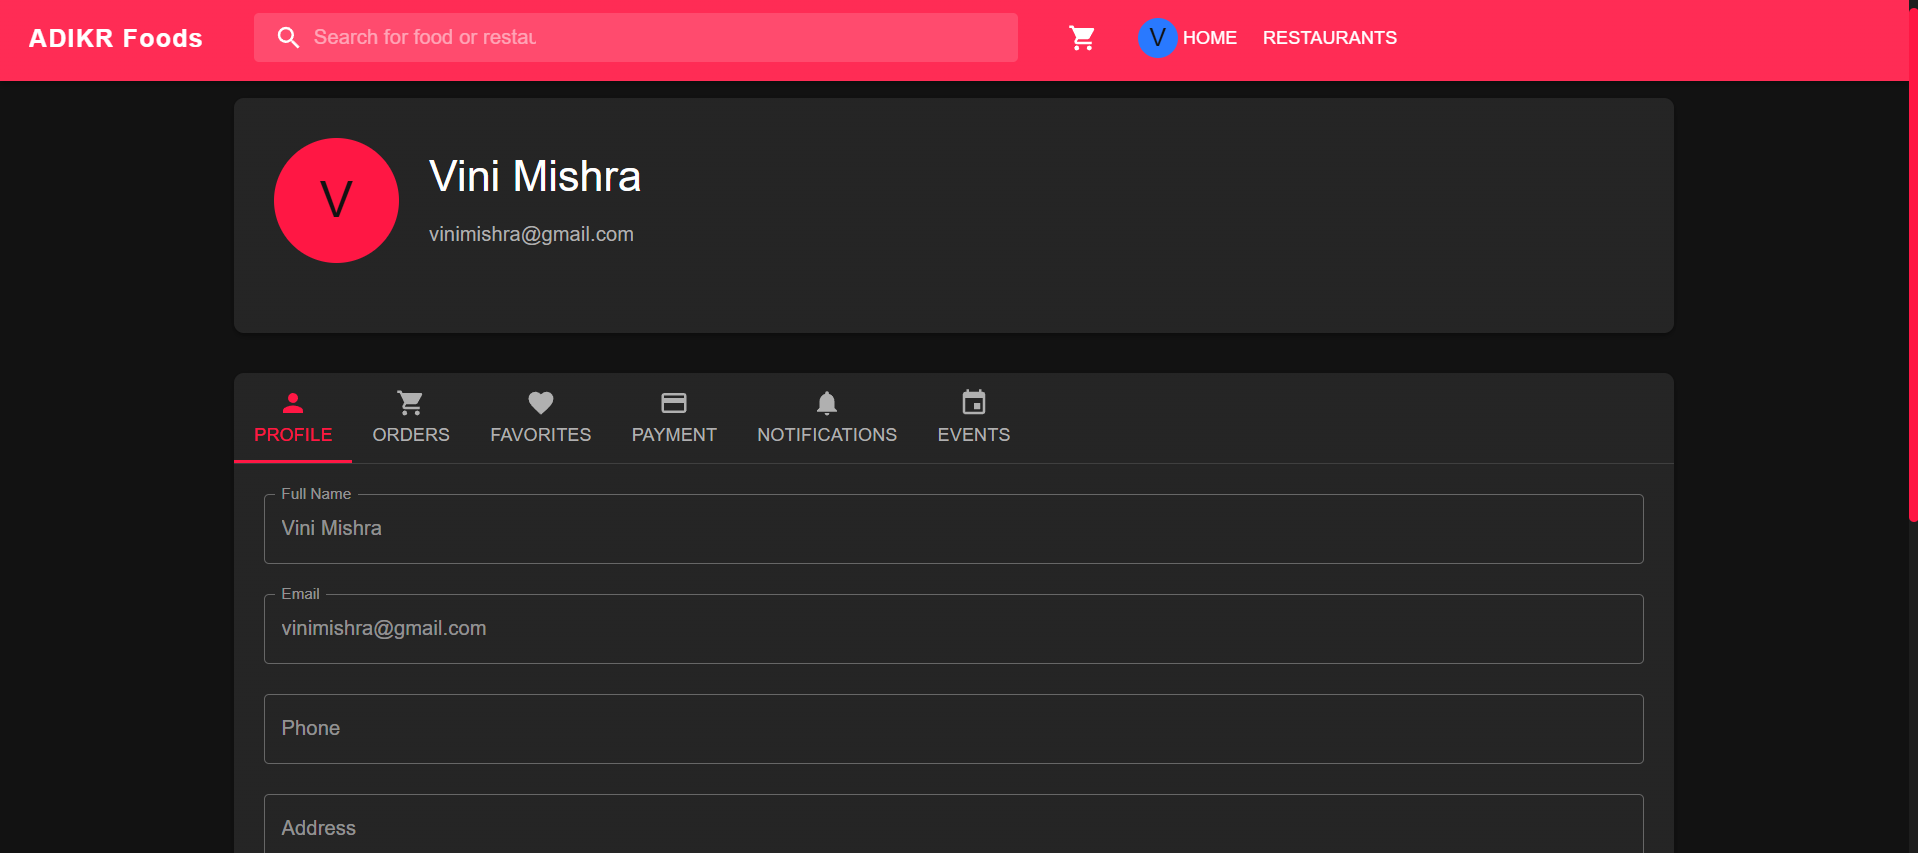 ADIKR Foods
Search for food or restau
V HOME RESTAURANTS
V
Vini Mishra
vinimishra@gmail.com
PROFILE ORDERS FAVORITES PAYMENT NOTIFICATIONS EVENTS
Full Name
Vini Mishra
Email
vinimishra@gmail.com
Phone
Address